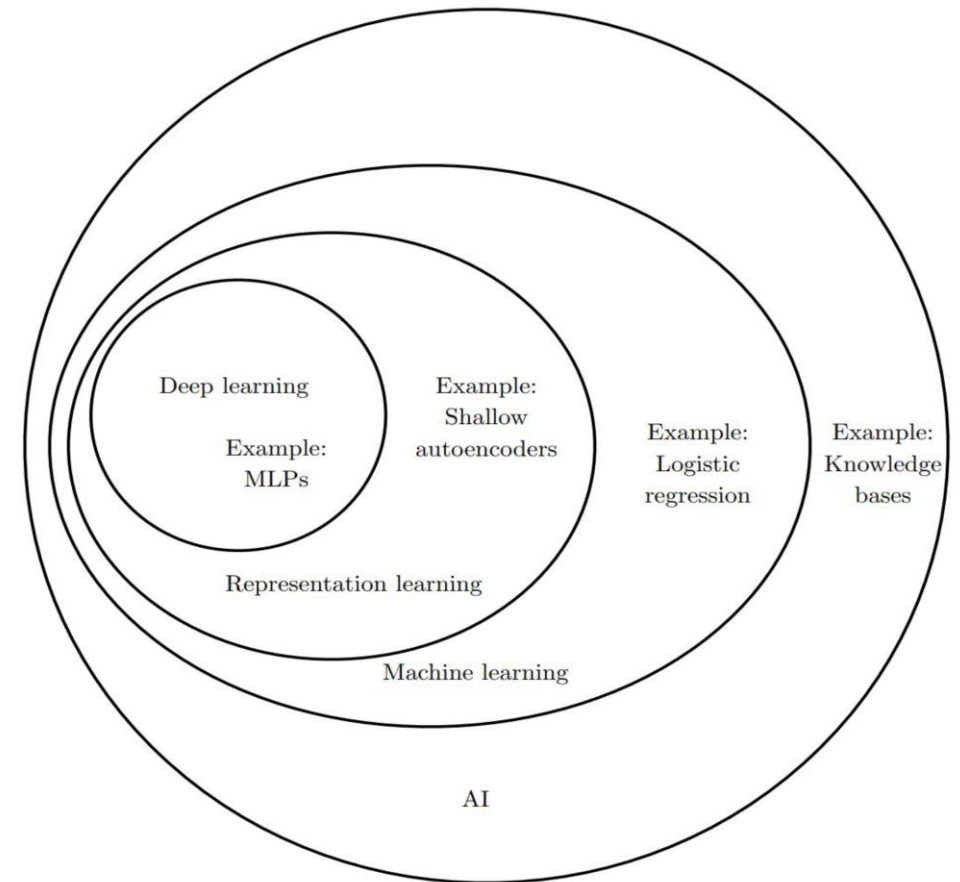 Deep learning
Example:
MLPs
Example:
Shallow
autoencoders
Example:
Logistic
regression
Example:
Knowledge
bases
Representation learning
Machine learning
AI